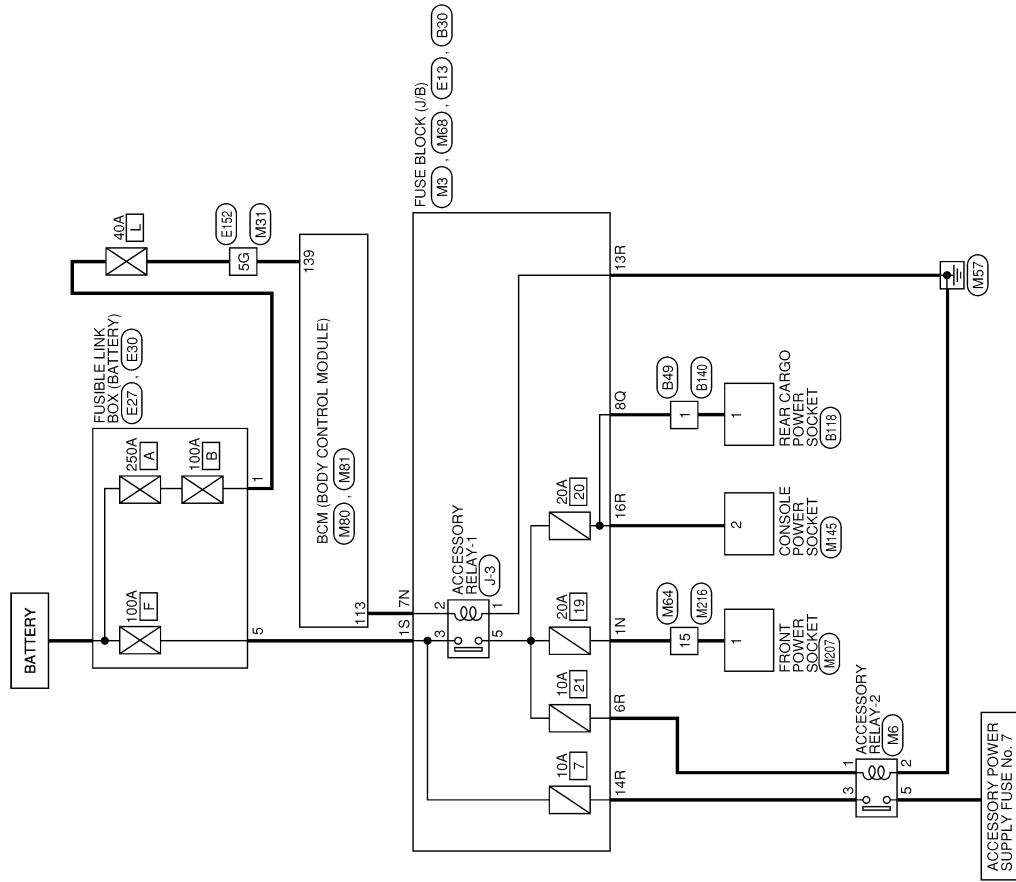 BATTERY
100A
F
FUSIBLE LINK
BOX (BATTERY)
E27 , E30
250A
A
100A
B
5
1
40A
L
5G
E152
M31
139
BCM (BODY CONTROL MODULE)
M80 , M81
113
FUSE BLOCK (J/B)
M3 , M68 , E13 , B30
1S
7N
ACCESSORY
RELAY-1
J-3
3
2
5
1
10A
7
10A
21
20A
19
20A
20
14R
6R
1N
16R
8Q
13R
15
M64
M216
1
B49
B140
1
FRONT
POWER
SOCKET
M207
2
CONSOLE
POWER
SOCKET
M145
1
REAR CARGO
POWER
SOCKET
B118
ACCESSORY
RELAY-2
M6
3
1
5
2
M57
ACCESSORY POWER
SUPPLY FUSE No. 7